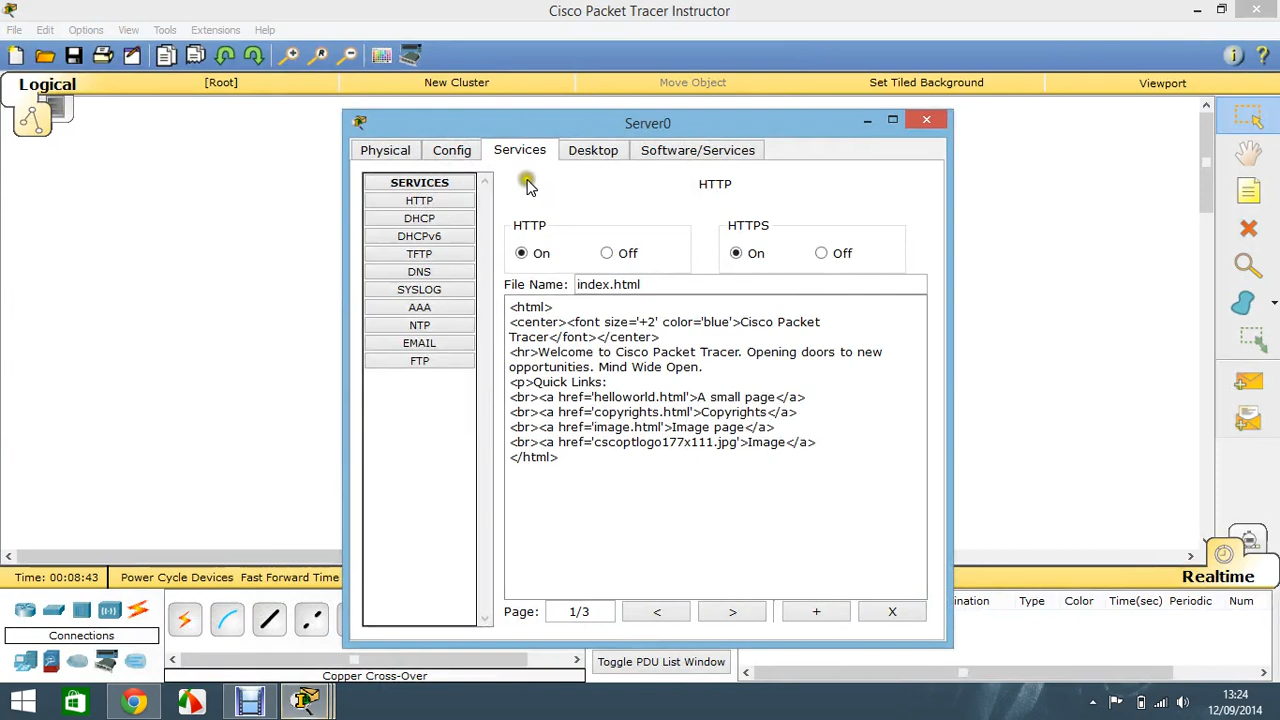 Cisco Packet Tracer Instructor
File Edit Options View Tools Extensions Help
Logical [Root] New Cluster Move Object Set Tiled Background Viewport
Server0
Physical Config Services Desktop Software/Services
SERVICES
HTTP
DHCP
DHCPv6
TFTP
DNS
SYSLOG
AAA
NTP
EMAIL
FTP
HTTP
HTTP HTTPS
On Off On Off
File Name: index.html
<html>
<center><font size='+2' color='blue'>Cisco Packet
Tracer</font></center>
<hr>Welcome to Cisco Packet Tracer. Opening doors to new
opportunities. Mind Wide Open.
<p>Quick Links:
<br><a href='helloworld.html'>A small page</a>
<br><a href='copyrights.html'>Copyrights</a>
<br><a href='image.html'>Image page</a>
<br><a href='cscoptlogo177x111.jpg'>Image</a>
</html>
Page: 1/3 < > + X
Time: 00:08:43 Power Cycle Devices Fast Forward Time
Realtime
Connections
Copper Cross-Over
Toggle PDU List Window
Type Color Time(sec) Periodic Num
13:24
12/09/2014